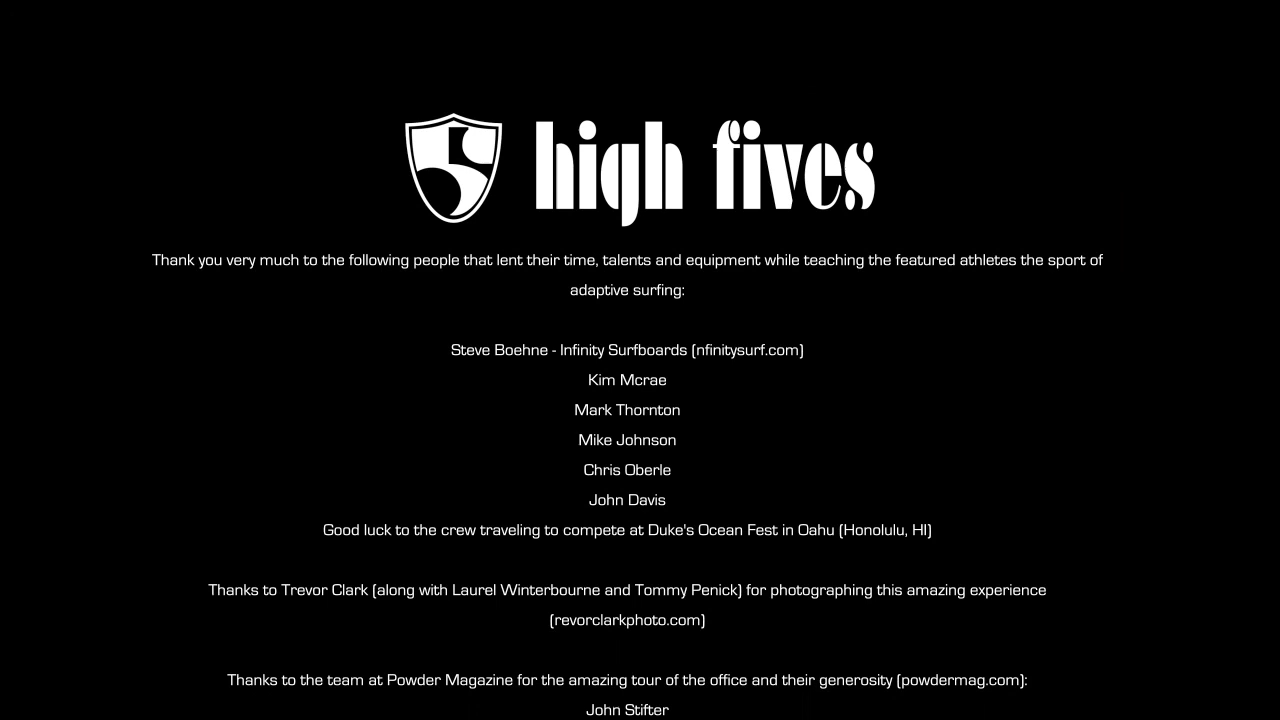 5 high fives
Thank you very much to the following people that lent their time, talents and equipment while teaching the featured athletes the sport of
adaptive surfing:
Steve Boehne - Infinity Surfboards (nfinitysurf.com)
Kim Mcrae
Mark Thornton
Mike Johnson
Chris Oberle
John Davis
Good luck to the crew traveling to compete at Duke's Ocean Fest in Oahu (Honolulu, HI)
Thanks to Trevor Clark (along with Laurel Winterbourne and Tommy Penick) for photographing this amazing experience
(revorclarkphoto.com)
Thanks to the team at Powder Magazine for the amazing tour of the office and their generosity (powdermag.com):
John Stifter